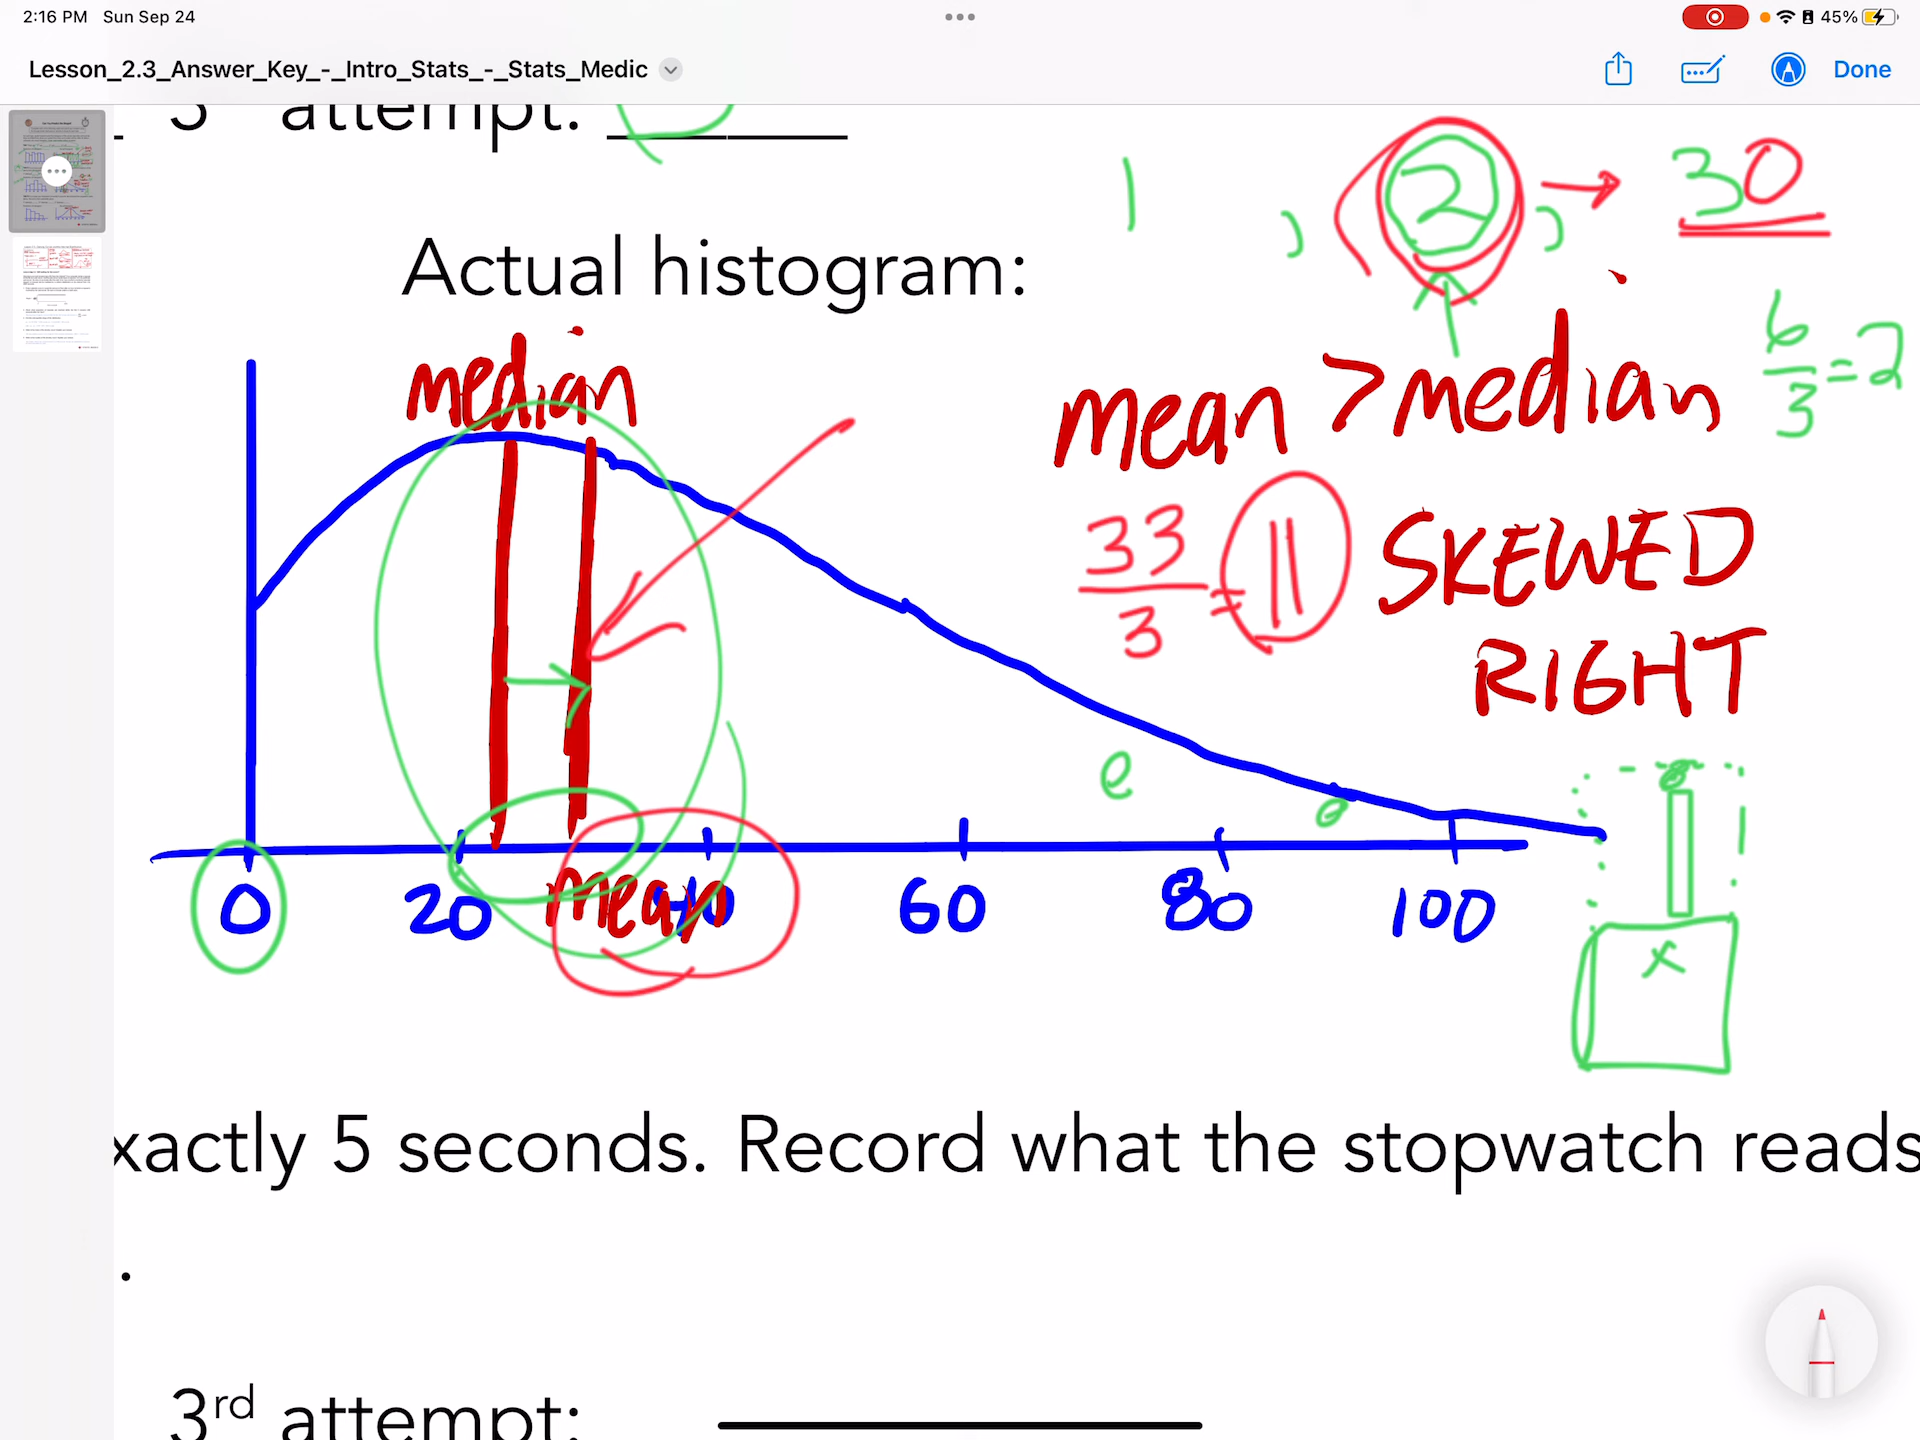 2:16 PM Sun Sep 24
45%
Lesson_2.3_Answer_Key_-_Intro_Stats_-_Stats_Medic
Done
attempt:
1 , 2 , → 30
Actual histogram:
6/3 = 2
median
mean > median
33/3 = 11
SKEWED
RIGHT
e
x
0 20 40 60 80 100
mean
xactly 5 seconds. Record what the stopwatch reads
.
3rd attempt: